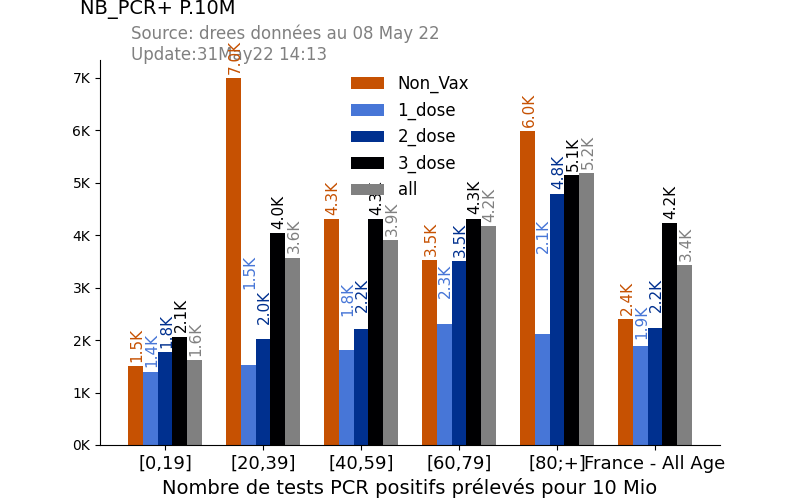 NB_PCR+ P.10M
Source: drees données au 08 May 22
Update:31May22 14:13
7K
6K
5K
4K
3K
2K
1K
0K
Non_Vax
1_dose
2_dose
3_dose
all
1.5K 1.4K 1.8K 2.1K 1.6K
7.0K 1.5K 2.0K 4.0K 3.6K
4.3K 1.8K 2.2K 4.3 3.9K
3.5K 2.3K 3.5K 4.3K 4.2K
6.0K 2.1K 4.8K 5.1K 5.2K
2.4K 1.9K 2.2K 4.2K 3.4K
[0,19] [20,39] [40,59] [60,79] [80;+] France - All Age
Nombre de tests PCR positifs prélevés pour 10 Mio